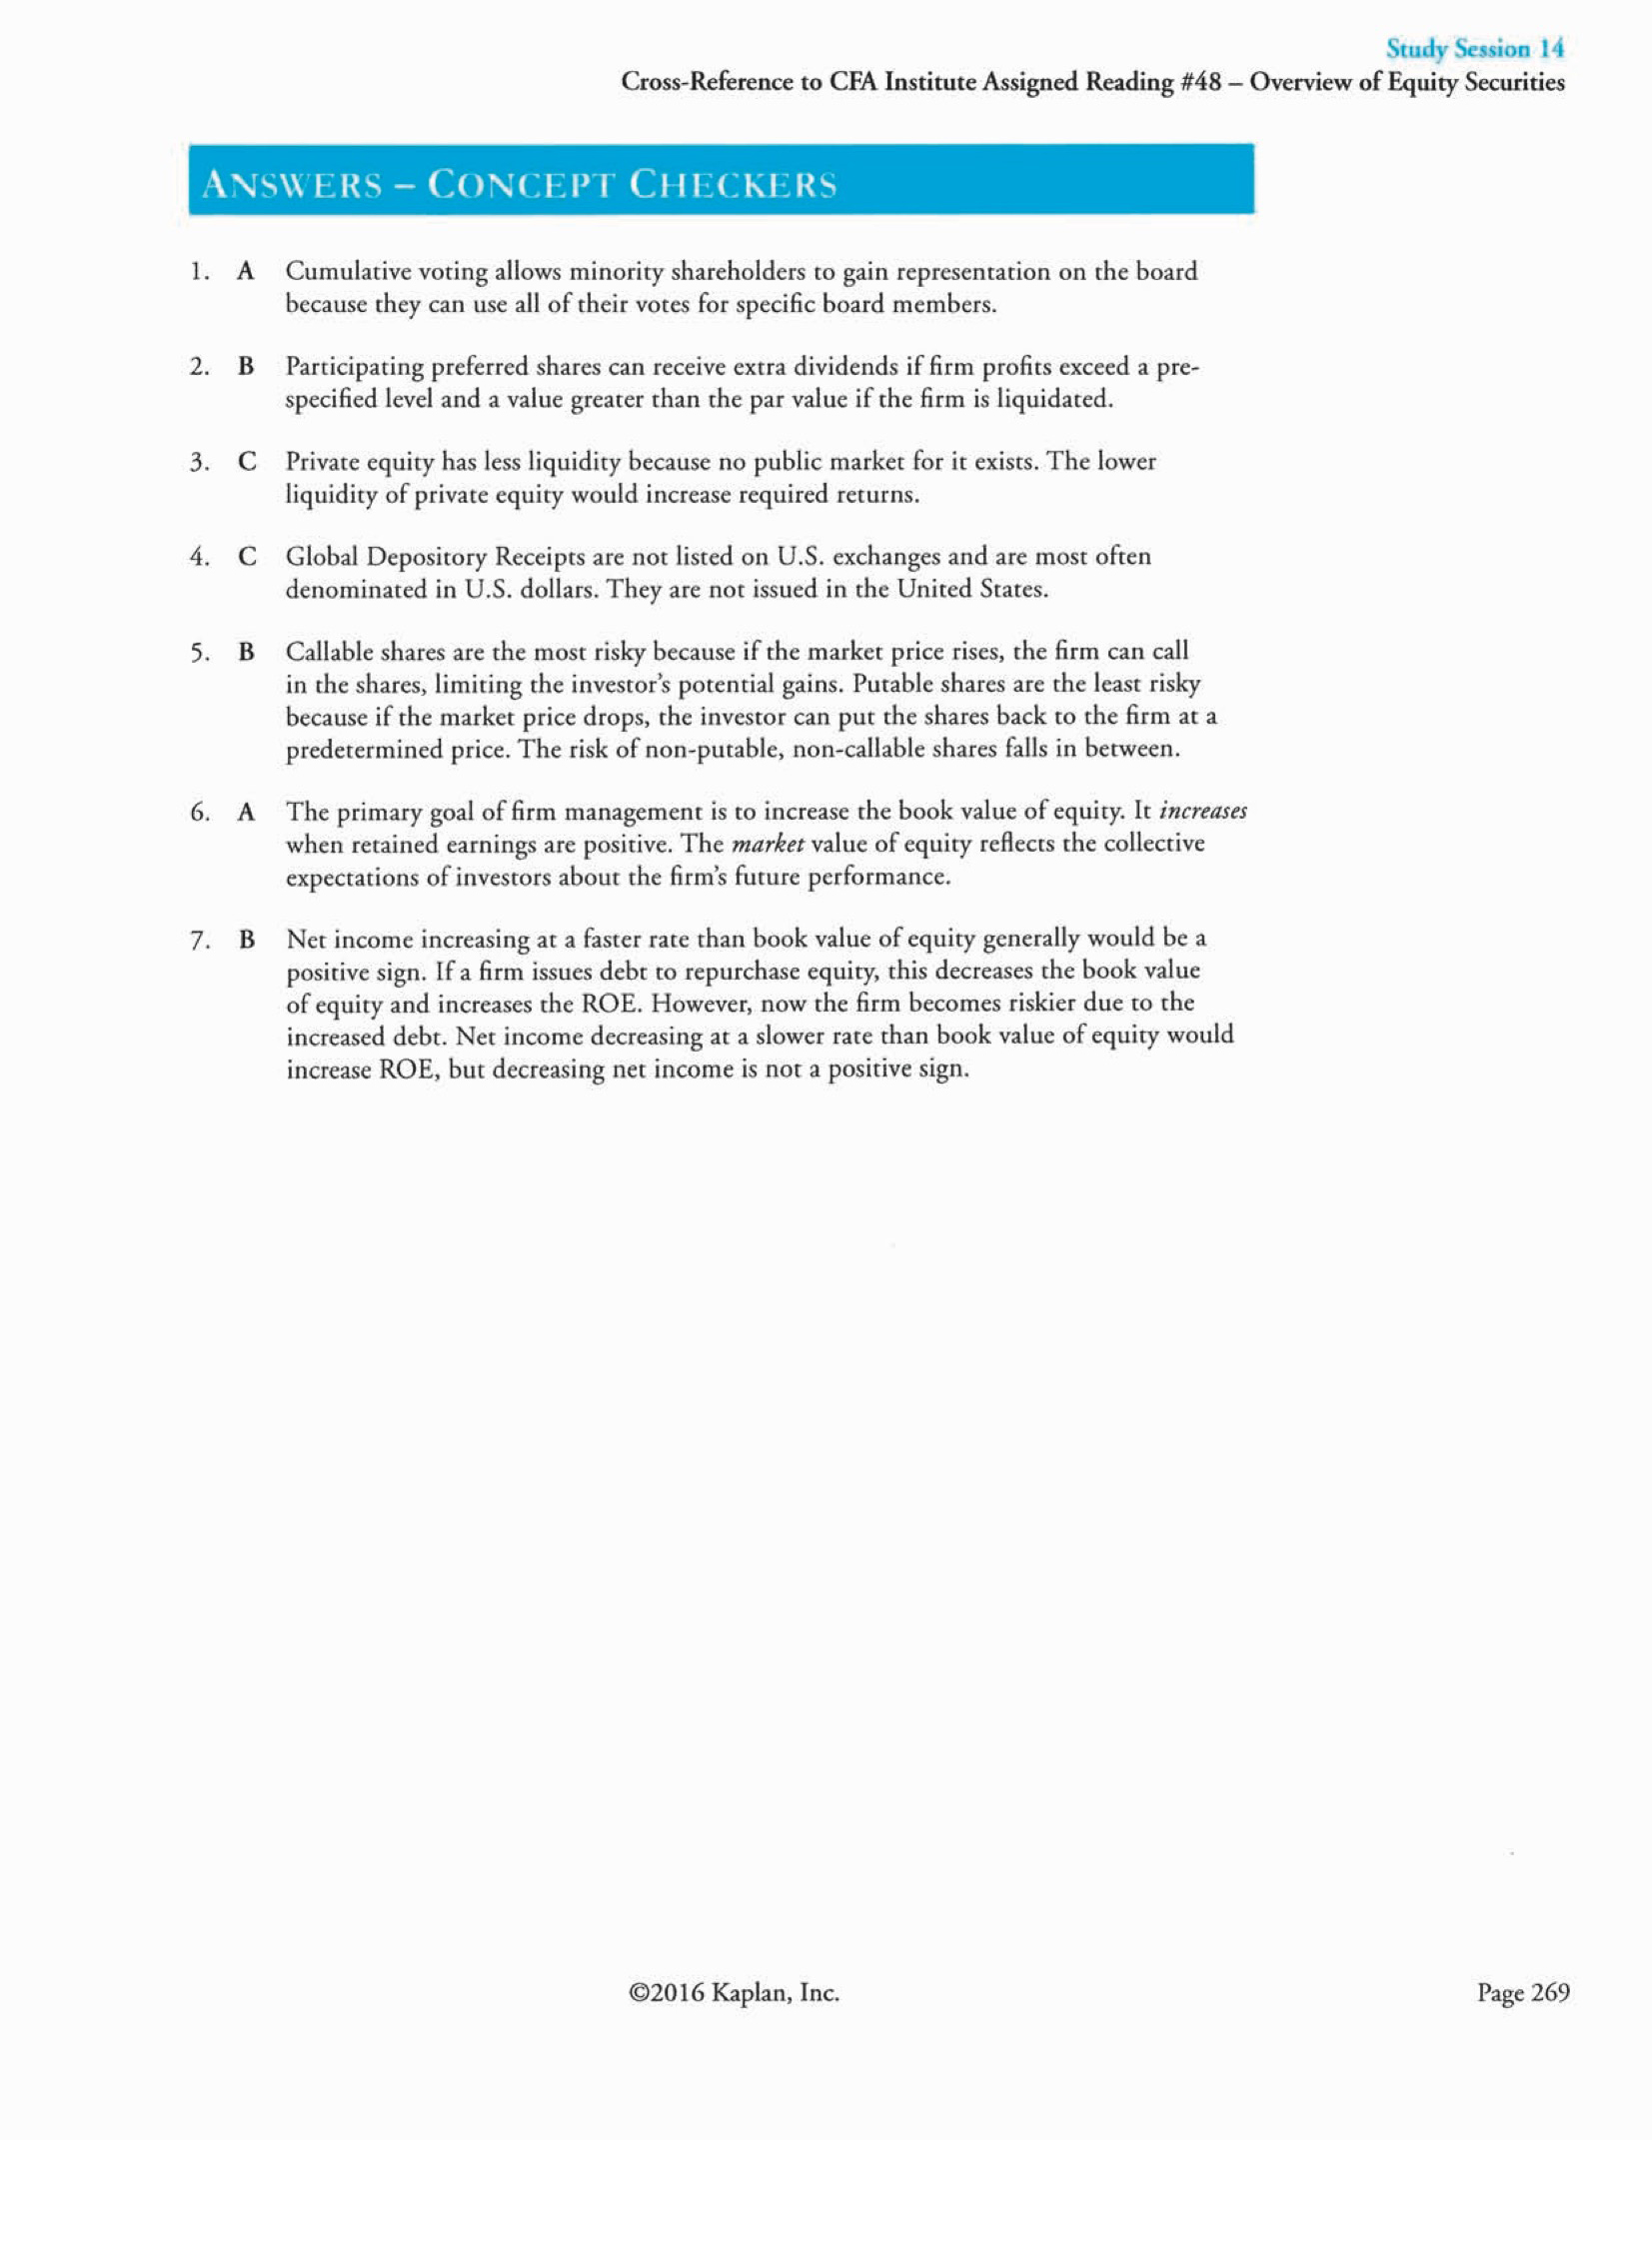 Study Session 14
Cross-Reference to CFA Institute Assigned Reading #48 – Overview of Equity Securities
ANSWERS – CONCEPT CHECKERS
1. A Cumulative voting allows minority shareholders to gain representation on the board
because they can use all of their votes for specific board members.
2. B Participating preferred shares can receive extra dividends if firm profits exceed a pre-
specified level and a value greater than the par value if the firm is liquidated.
3. C Private equity has less liquidity because no public market for it exists. The lower
liquidity of private equity would increase required returns.
4. C Global Depository Receipts are not listed on U.S. exchanges and are most often
denominated in U.S. dollars. They are not issued in the United States.
5. B Callable shares are the most risky because if the market price rises, the firm can call
in the shares, limiting the investor's potential gains. Putable shares are the least risky
because if the market price drops, the investor can put the shares back to the firm at a
predetermined price. The risk of non-putable, non-callable shares falls in between.
6. A The primary goal of firm management is to increase the book value of equity. It increases
when retained earnings are positive. The market value of equity reflects the collective
expectations of investors about the firm's future performance.
7. B Net income increasing at a faster rate than book value of equity generally would be a
positive sign. If a firm issues debt to repurchase equity, this decreases the book value
of equity and increases the ROE. However, now the firm becomes riskier due to the
increased debt. Net income decreasing at a slower rate than book value of equity would
increase ROE, but decreasing net income is not a positive sign.
©2016 Kaplan, Inc.
Page 269